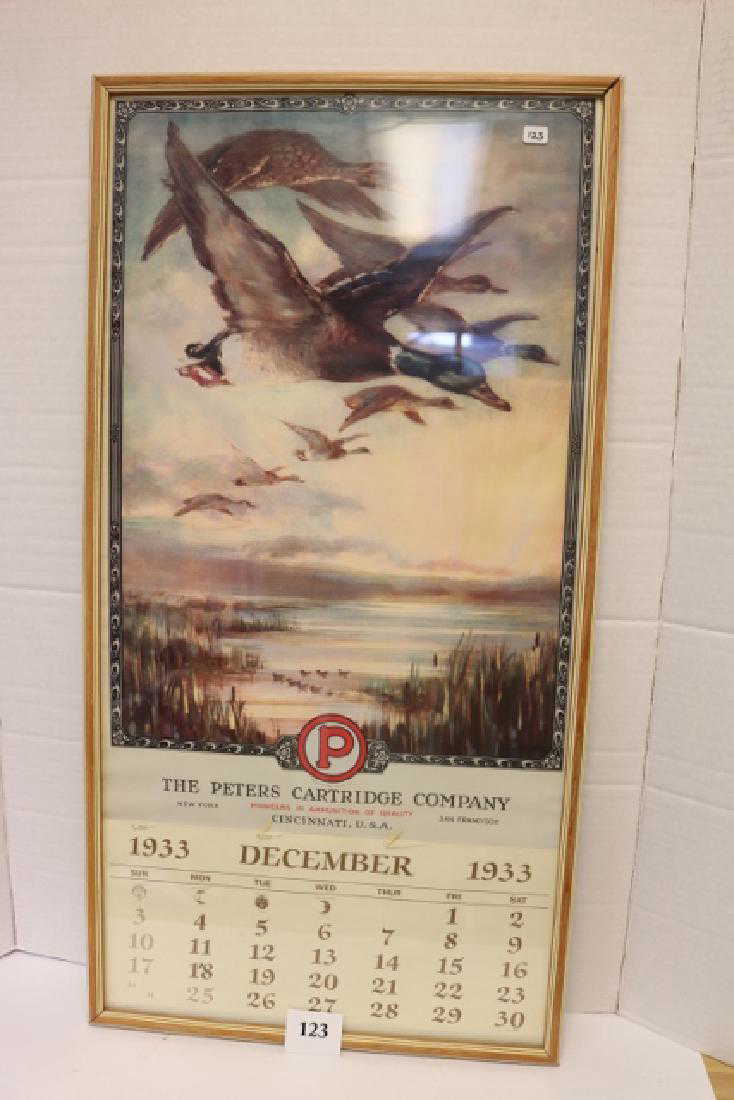 123
P
THE PETERS CARTRIDGE COMPANY
NEW YORK PIONEERS IN AMMUNITION OF QUALITY SAN FRANCISCO
CINCINNATI, U.S.A.
1933 DECEMBER 1933
SUN MON TUE WED THUR FRI SAT
1 2
3 4 5 6 7 8 9
10 11 12 13 14 15 16
17 18 19 20 21 22 23
25 26 27 28 29 30
123